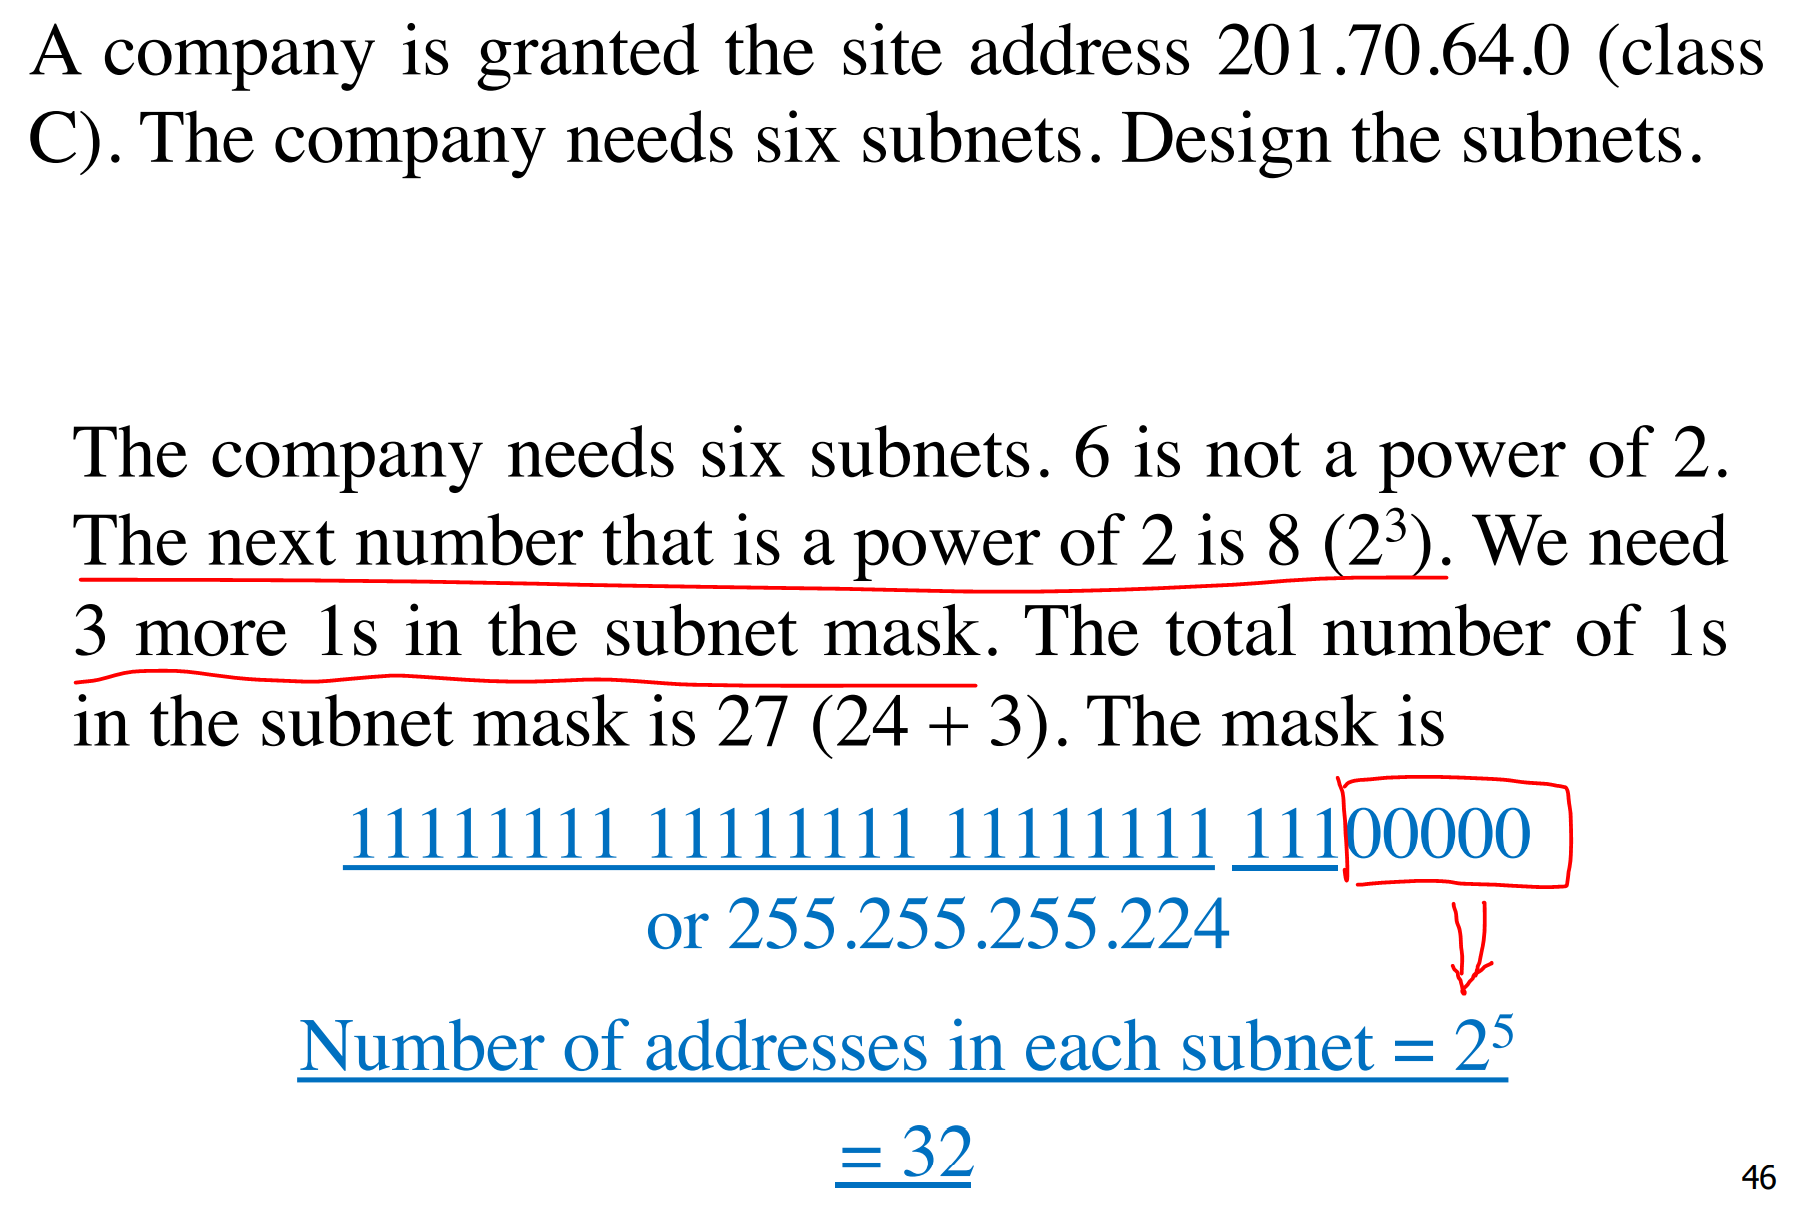 A company is granted the site address 201.70.64.0 (class
C). The company needs six subnets. Design the subnets.
The company needs six subnets. 6 is not a power of 2.
The next number that is a power of 2 is 8 (2³). We need
3 more 1s in the subnet mask. The total number of 1s
in the subnet mask is 27 (24 + 3). The mask is
11111111 11111111 11111111 11100000
or 255.255.255.224
Number of addresses in each subnet = 2⁵
= 32
46